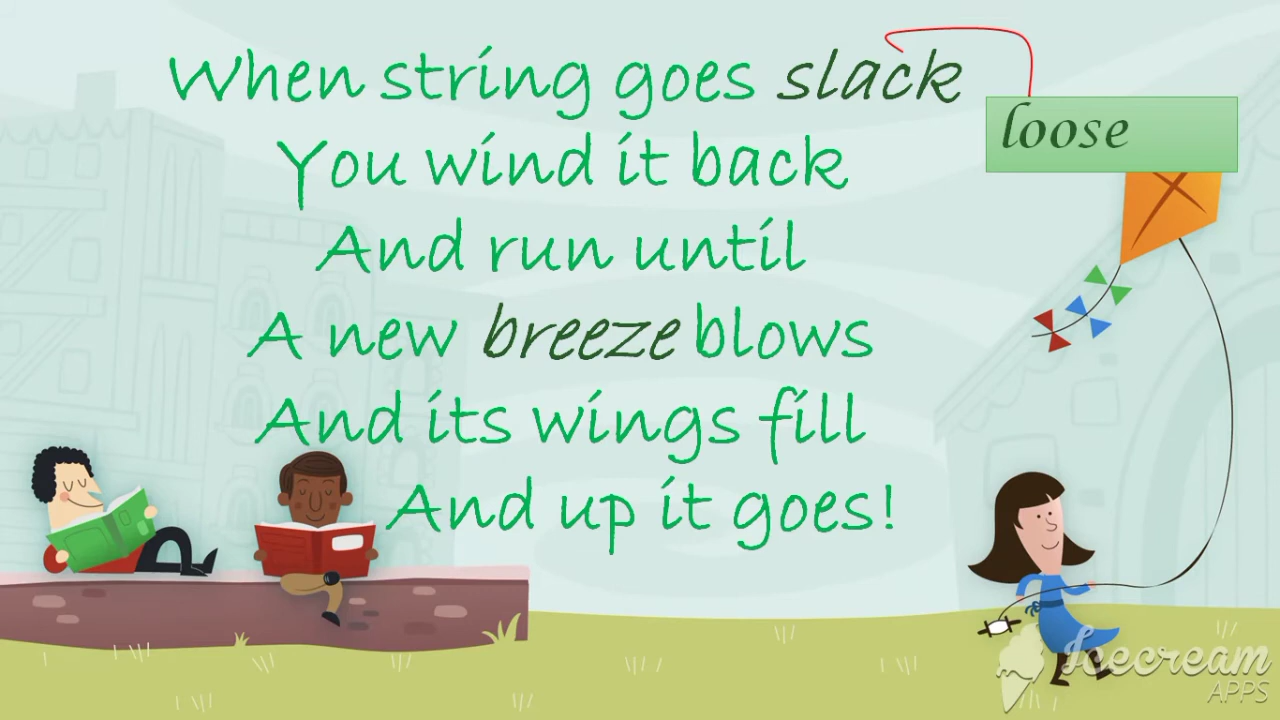 When string goes slack
loose
You wind it back
And run until
A new breeze blows
And its wings fill
And up it goes!
Icecream
APPS